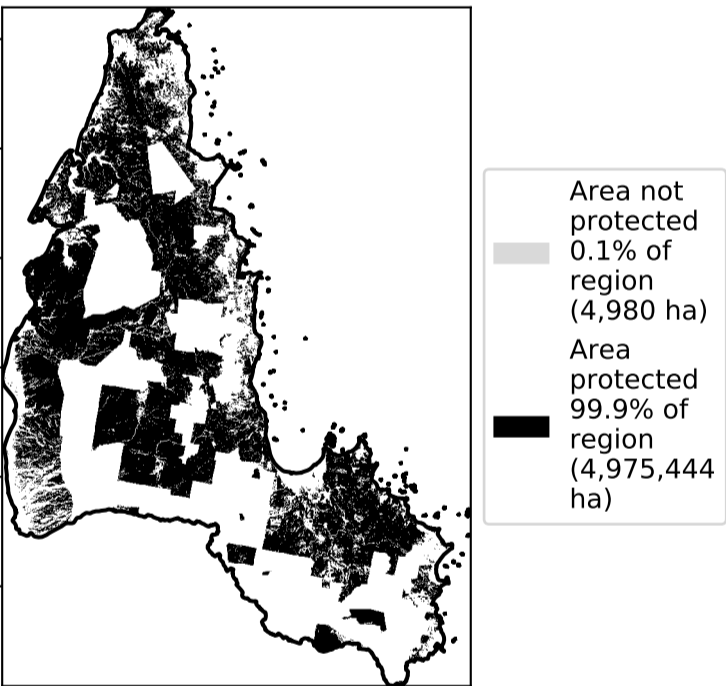 Area not
protected
0.1% of
region
(4,980 ha)
Area
protected
99.9% of
region
(4,975,444
ha)